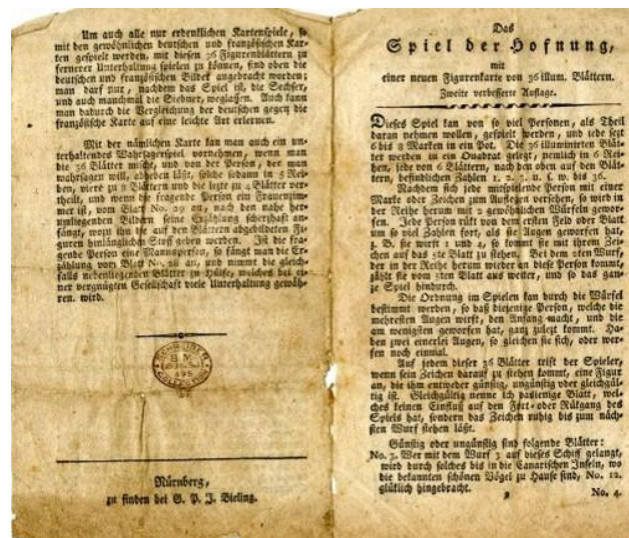 Um auch alle nur erdenklichen Kartenspiele, so
mit den gewöhnlichen deutschen und französischen Kar-
ten gespielt werden, mit diesen 36 Figurenblättern zu
fernerer Unterhaltung spielen zu können, sind oben die
deutschen und französischen Bilder angebracht worden;
man darf nur, nachdem das Spiel ist, die Sechser,
und auch manchmal die Siebner, weglassen. Auch kann
man dadurch die Vergleichung der deutschen gegen die
französische Karte auf eine leichte Art erlernen.
Mit der nämlichen Karte kan man auch ein un-
terhaltendes Wahrsagerspiel vornehmen, wenn man
die 36 Blätter mischt, und von der Person, der man
wahrsagen will, abheben läßt, solche sodann in 5 Rei-
hen, viere zu 8 Blättern und die lezte zu 4 Blätter ver-
theilt, und wenn die fragende Person ein Frauenzim-
mer ist, vom Blatt No. 29 an, nach den nahe her-
umliegenden Bildern seine Erzählung scherzhaft an-
fängt, wozu ihn die auf den Blättern abgebildeten Fi-
guren hinlänglichen Stoff geben werden. Ist die fra-
gende Person eine Mannsperson, so fängt man die Er-
zählung vom Blatt No. 28 an, und nimmt die gleich-
falls nebenliegenden Blätter zu Hülfe, welches bei ei-
ner vergnügten Gesellschaft viele Unterhaltung gewäh-
ren wird.
Nürnberg,
zu finden bei G. P. J. Bieling.
Das
Spiel der Hofnung,
mit
einer neuen Figurenkarte von 36 illum. Blättern.
Zweite verbesserte Auflage.
Dieses Spiel kan von so viel Personen, als Theil
daran nehmen wollen, gespielt werden, und jede sezt
6 bis 8 Marken in ein Pot. Die 36 illuminirten Blät-
ter werden in ein Quadrat gelegt, nemlich in 6 Rei-
hen, jede von 6 Blättern, nach den oben auf den Blät-
tern, befindlichen Zahlen 1. 2. 3. u. s. w. bis 36.
Nachdem sich jede mitspielende Person mit einer
Marke oder Zeichen zum Aussezen versehen, so wird in
der Reihe herum mit 2 gewöhnlichen Würfeln gewor-
fen. Jede Person rükt von dem ersten Feld oder Blatt
um so viel Zahlen fort, als sie Augen geworfen hat,
z. B. sie wirft 1 und 4, so kommt sie mit ihrem Zei-
chen auf das 5te Blatt zu stehen. Bei dem 2ten Wurf,
der in der Reihe herum wieder an diese Person kommt,
zählt sie vom 5ten Blatt aus weiter, und so das gan-
ze Spiel hindurch.
Die Ordnung im Spielen kan durch die Würfel
bestimmt werden, so daß diejenige Person, welche die
mehresten Augen wirft, den Anfang macht, und die
am wenigsten geworfen hat, ganz zulezt kommt. Ha-
ben zwei einerlei Augen, so gleichen sie sich, oder wer-
fen noch einmal.
Auf jedem dieser 36 Blätter trift der Spieler,
wenn sein Zeichen darauf zu stehen kommt, eine Figur
an, die ihm entweder günstig, ungünstig oder gleichgül-
tig ist. Gleichgültig nenne ich dasienige Blatt, wel-
ches keinen Einfluß auf den Fort- oder Rükgang des
Spiels hat, sondern das Zeichen ruhig bis zum näch-
sten Wurf stehen läßt.
Günstig oder ungünstig sind folgende Blätter:
No. 3. Wer mit dem Wurf 3 auf dieses Schiff gelangt,
wird durch solches bis in die Canarischen Inseln, wo
die bekannten schönen Vögel zu Hause sind, No. 12.
glüklich hingebracht.
No. 4.